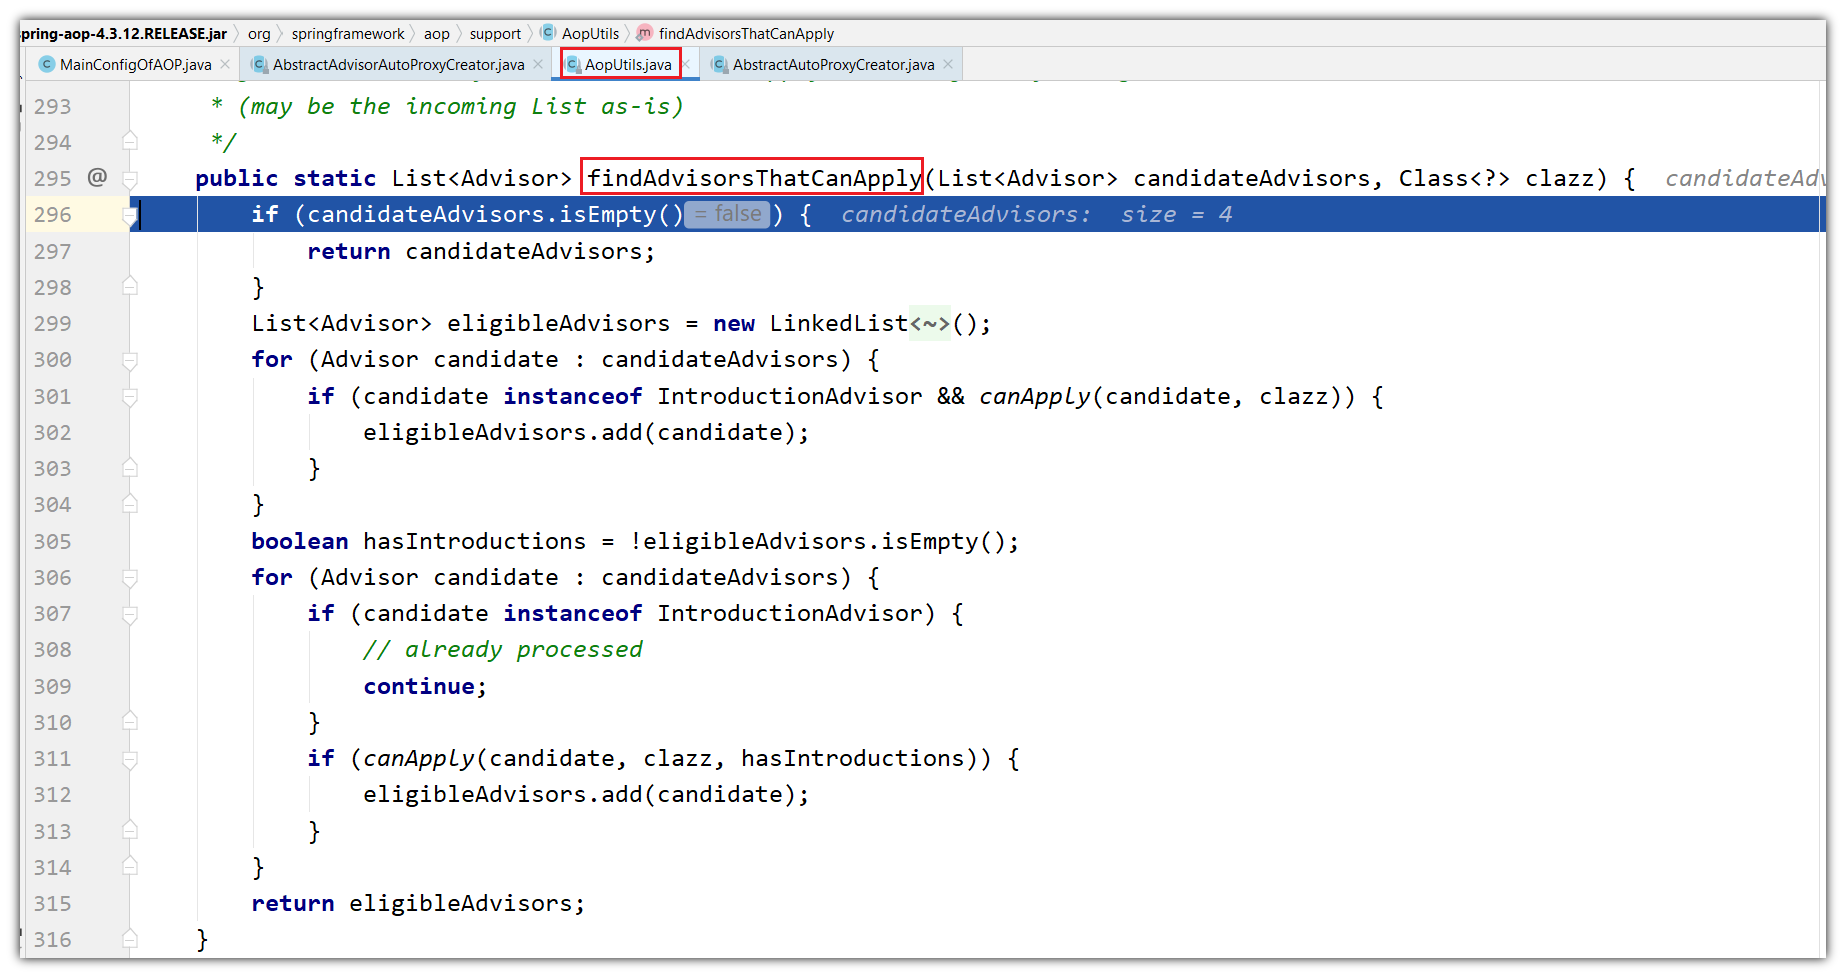 spring-aop-4.3.12.RELEASE.jar org springframework aop support AopUtils findAdvisorsThatCanApply
MainConfigOfAOP.java AbstractAdvisorAutoProxyCreator.java AopUtils.java AbstractAutoProxyCreator.java
293 * (may be the incoming List as-is)
294 */
295 @ public static List<Advisor> findAdvisorsThatCanApply(List<Advisor> candidateAdvisors, Class<?> clazz) {
296 if (candidateAdvisors.isEmpty() = false ) { candidateAdvisors: size = 4
297 return candidateAdvisors;
298 }
299 List<Advisor> eligibleAdvisors = new LinkedList<~>();
300 for (Advisor candidate : candidateAdvisors) {
301 if (candidate instanceof IntroductionAdvisor && canApply(candidate, clazz)) {
302 eligibleAdvisors.add(candidate);
303 }
304 }
305 boolean hasIntroductions = !eligibleAdvisors.isEmpty();
306 for (Advisor candidate : candidateAdvisors) {
307 if (candidate instanceof IntroductionAdvisor) {
308 // already processed
309 continue;
310 }
311 if (canApply(candidate, clazz, hasIntroductions)) {
312 eligibleAdvisors.add(candidate);
313 }
314 }
315 return eligibleAdvisors;
316 }